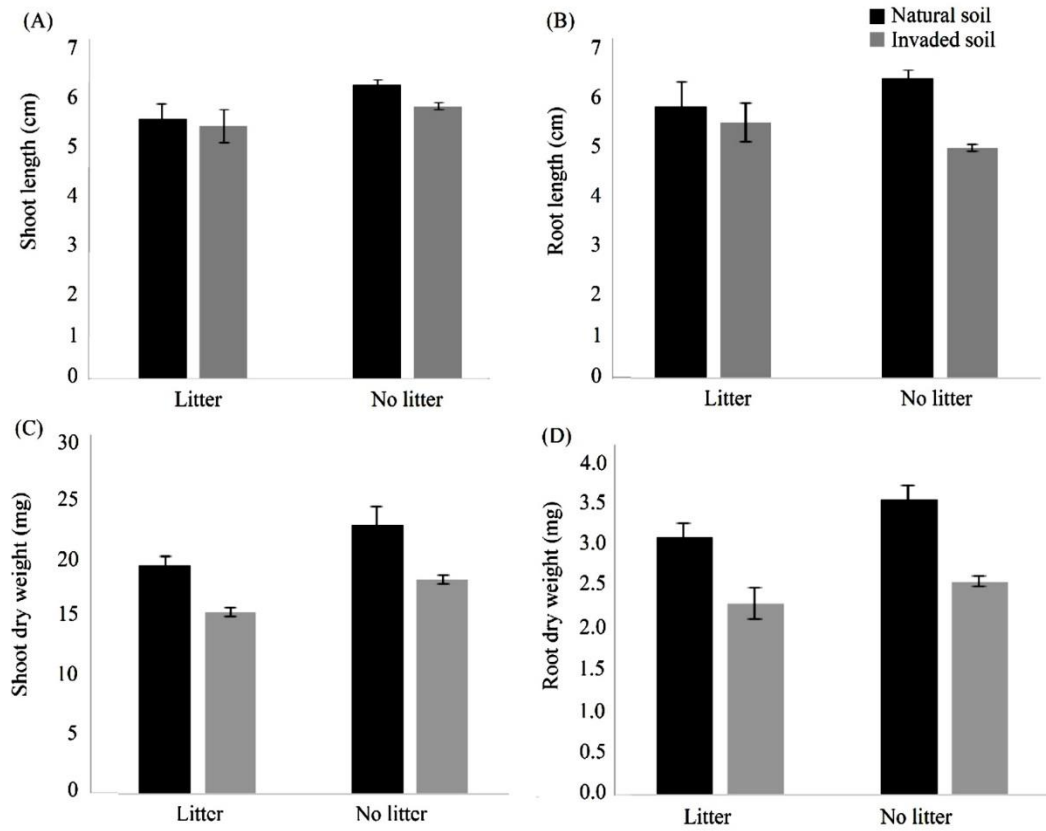 (A)
7
6
5
4
3
2
1
0
Shoot length (cm)
Litter
No litter
(B)
Natural soil
Invaded soil
7
6
5
4
3
2
1
0
Root length (cm)
Litter
No litter
(C)
30
25
20
15
10
5
0
Shoot dry weight (mg)
Litter
No litter
(D)
4.0
3.5
3.0
2.5
2.0
1.5
1.0
0.5
0.0
Root dry weight (mg)
Litter
No litter